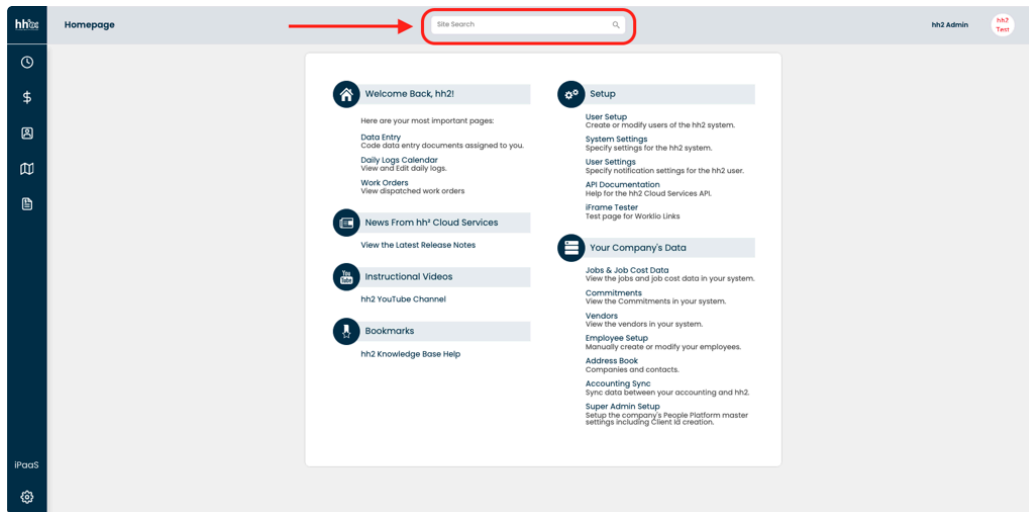 hh2
Homepage
Site Search
hh2 Admin
hh2
Test
Welcome Back, hh2!
Here are your most important pages:
Data Entry
Code data entry documents assigned to you.
Daily Logs Calendar
View and Edit daily logs.
Work Orders
View dispatched work orders
News From hh² Cloud Services
View the Latest Release Notes
You
Tube
Instructional Videos
hh2 YouTube Channel
Bookmarks
hh2 Knowledge Base Help
Setup
User Setup
Create or modify users of the hh2 system.
System Settings
Specify settings for the hh2 system.
User Settings
Specify notification settings for the hh2 user.
API Documentation
Help for the hh2 Cloud Services API.
iFrame Tester
Test page for Worklio Links
Your Company's Data
Jobs & Job Cost Data
View the jobs and job cost data in your system.
Commitments
View the Commitments in your system.
Vendors
View the vendors in your system.
Employee Setup
Manually create or modify your employees.
Address Book
Companies and contacts.
Accounting Sync
Sync data between your accounting and hh2.
Super Admin Setup
Setup the company's People Platform master
settings including Client Id creation.
iPaaS